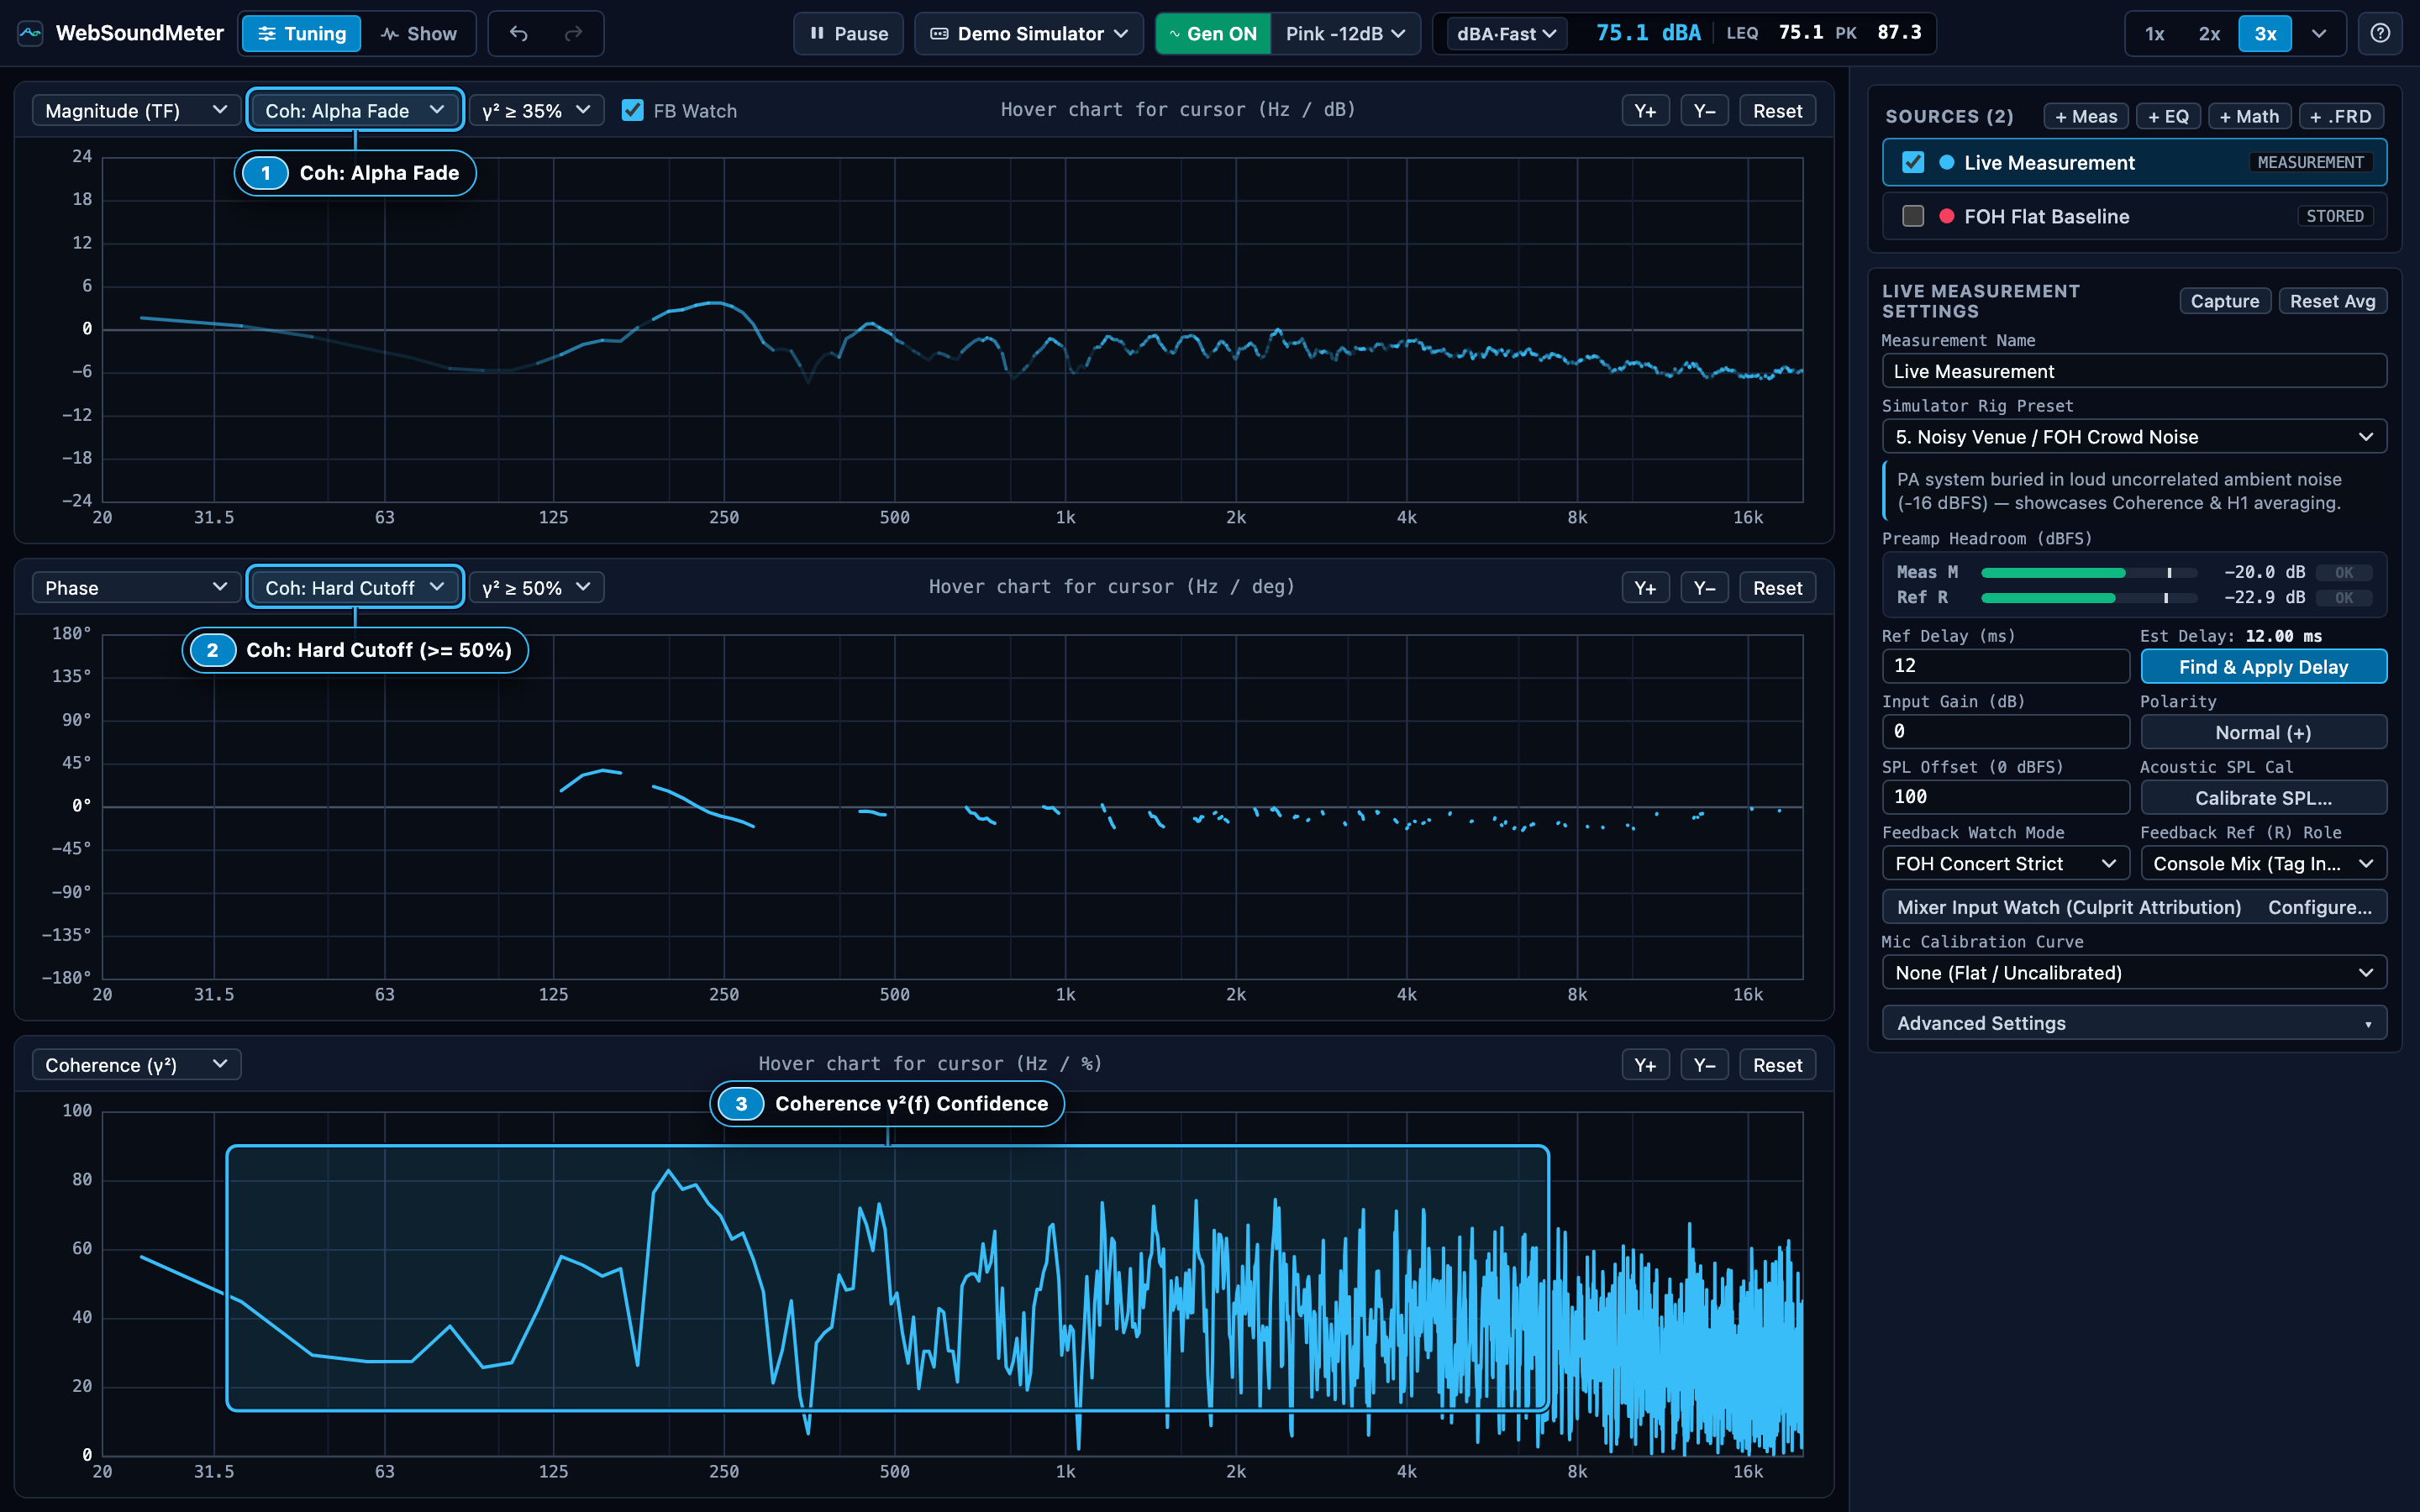 WebSoundMeter Tuning Show Pause Demo Simulator ~ Gen ON Pink -12dB dBA·Fast 75.1 dBA LEQ 75.1 PK 87.3 1x 2x 3x ?
Magnitude (TF) Coh: Alpha Fade γ² ≥ 35% FB Watch Hover chart for cursor (Hz / dB) Y+ Y− Reset
1 Coh: Alpha Fade
24
18
12
6
0
−6
−12
−18
−24
20 31.5 63 125 250 500 1k 2k 4k 8k 16k
Phase Coh: Hard Cutoff γ² ≥ 50% Hover chart for cursor (Hz / deg) Y+ Y− Reset
2 Coh: Hard Cutoff (>= 50%)
180°
135°
90°
45°
0°
−45°
−90°
−135°
−180°
20 31.5 63 125 250 500 1k 2k 4k 8k 16k
Coherence (γ²) Hover chart for cursor (Hz / %) Y+ Y− Reset
3 Coherence γ²(f) Confidence
100
80
60
40
20
0
20 31.5 63 125 250 500 1k 2k 4k 8k 16k
SOURCES (2) + Meas + EQ + Math + .FRD
Live Measurement MEASUREMENT
FOH Flat Baseline STORED
LIVE MEASUREMENT
SETTINGS
Capture Reset Avg
Measurement Name
Live Measurement
Simulator Rig Preset
5. Noisy Venue / FOH Crowd Noise
PA system buried in loud uncorrelated ambient noise
(-16 dBFS) — showcases Coherence & H1 averaging.
Preamp Headroom (dBFS)
Meas M −20.0 dB OK
Ref R −22.9 dB OK
Ref Delay (ms) Est Delay: 12.00 ms
12 Find & Apply Delay
Input Gain (dB) Polarity
0 Normal (+)
SPL Offset (0 dBFS) Acoustic SPL Cal
100 Calibrate SPL...
Feedback Watch Mode Feedback Ref (R) Role
FOH Concert Strict Console Mix (Tag In...
Mixer Input Watch (Culprit Attribution) Configure...
Mic Calibration Curve
None (Flat / Uncalibrated)
Advanced Settings